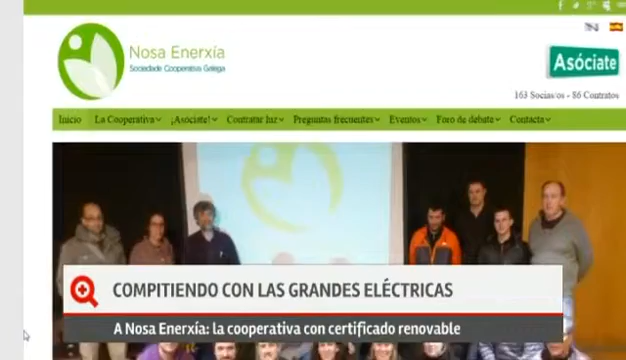 Nosa Enerxía
Sociedade Cooperativa Galega
Asóciate
163 Socias/os - 86 Contratos
Inicio La Cooperativa ¡Asóciate! Contratar luz Preguntas frecuentes Eventos Foro de debate Contacta
COMPITIENDO CON LAS GRANDES ELÉCTRICAS
A Nosa Enerxía: la cooperativa con certificado renovable